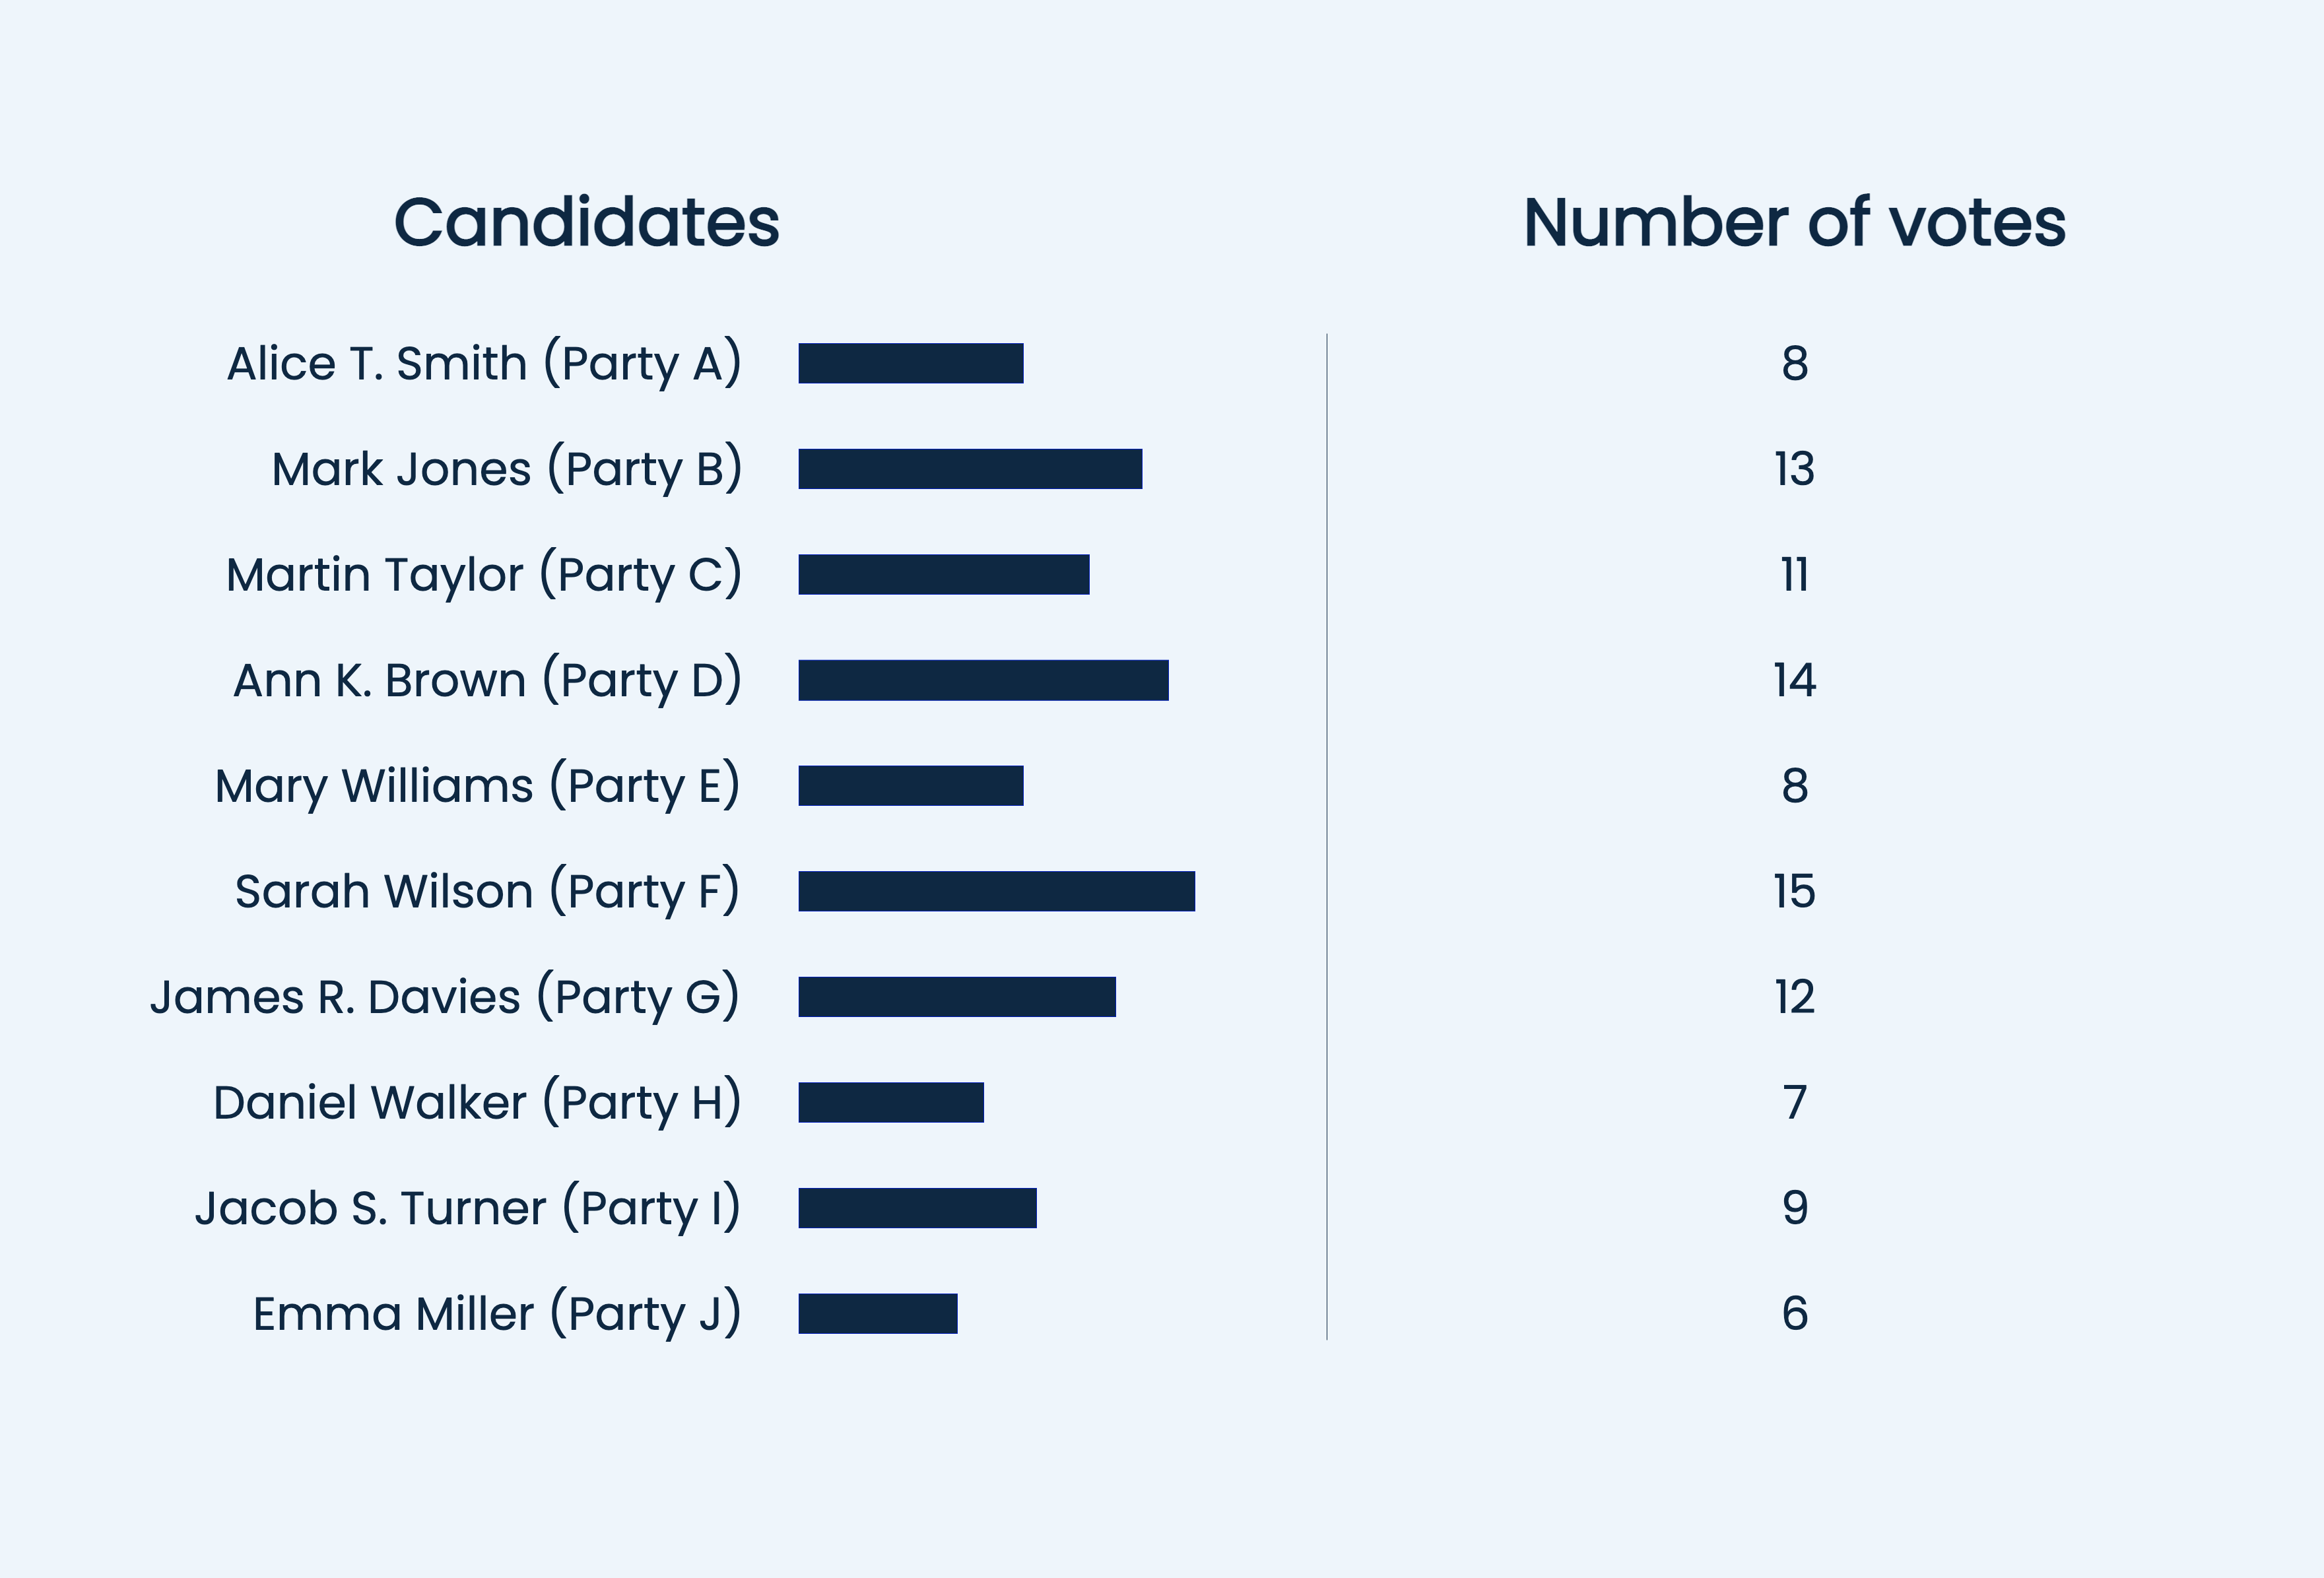 Candidates Number of votes
Alice T. Smith (Party A) 8
Mark Jones (Party B) 13
Martin Taylor (Party C) 11
Ann K. Brown (Party D) 14
Mary Williams (Party E) 8
Sarah Wilson (Party F) 15
James R. Davies (Party G) 12
Daniel Walker (Party H) 7
Jacob S. Turner (Party I) 9
Emma Miller (Party J) 6